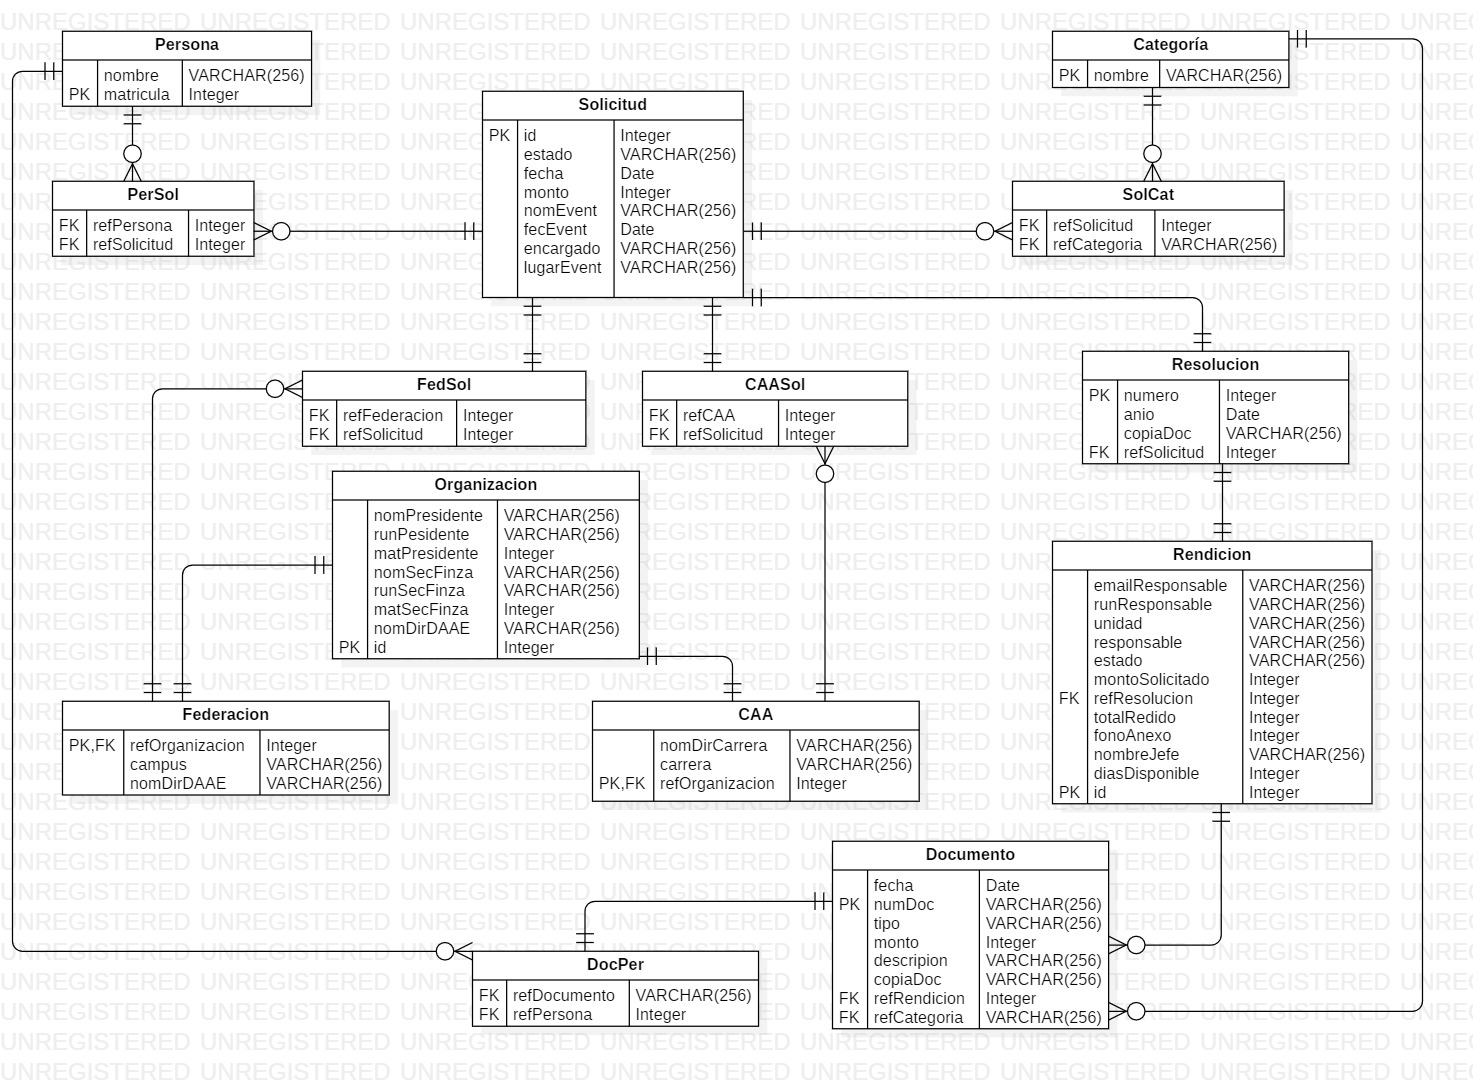 Persona
nombre VARCHAR(256)
PK matricula Integer
PerSol
FK refPersona Integer
FK refSolicitud Integer
Solicitud
PK id Integer
estado VARCHAR(256)
fecha Date
monto Integer
nomEvent VARCHAR(256)
fecEvent Date
encargado VARCHAR(256)
lugarEvent VARCHAR(256)
Categoría
PK nombre VARCHAR(256)
SolCat
FK refSolicitud Integer
FK refCategoria VARCHAR(256)
FedSol
FK refFederacion Integer
FK refSolicitud Integer
CAASol
FK refCAA Integer
FK refSolicitud Integer
Resolucion
PK numero Integer
anio Date
copiaDoc VARCHAR(256)
FK refSolicitud Integer
Organizacion
nomPresidente VARCHAR(256)
runPesidente VARCHAR(256)
matPresidente Integer
nomSecFinza VARCHAR(256)
runSecFinza VARCHAR(256)
matSecFinza Integer
nomDirDAAE VARCHAR(256)
PK id Integer
Rendicion
emailResponsable VARCHAR(256)
runResponsable VARCHAR(256)
unidad VARCHAR(256)
responsable VARCHAR(256)
estado VARCHAR(256)
montoSolicitado Integer
FK refResolucion Integer
totalRedido Integer
fonoAnexo Integer
nombreJefe VARCHAR(256)
diasDisponible Integer
PK id Integer
Federacion
PK,FK refOrganizacion Integer
campus VARCHAR(256)
nomDirDAAE VARCHAR(256)
CAA
nomDirCarrera VARCHAR(256)
carrera VARCHAR(256)
PK,FK refOrganizacion Integer
Documento
fecha Date
PK numDoc VARCHAR(256)
tipo VARCHAR(256)
monto Integer
descripion VARCHAR(256)
copiaDoc VARCHAR(256)
FK refRendicion Integer
FK refCategoria VARCHAR(256)
DocPer
FK refDocumento VARCHAR(256)
FK refPersona Integer
UNREGISTERED